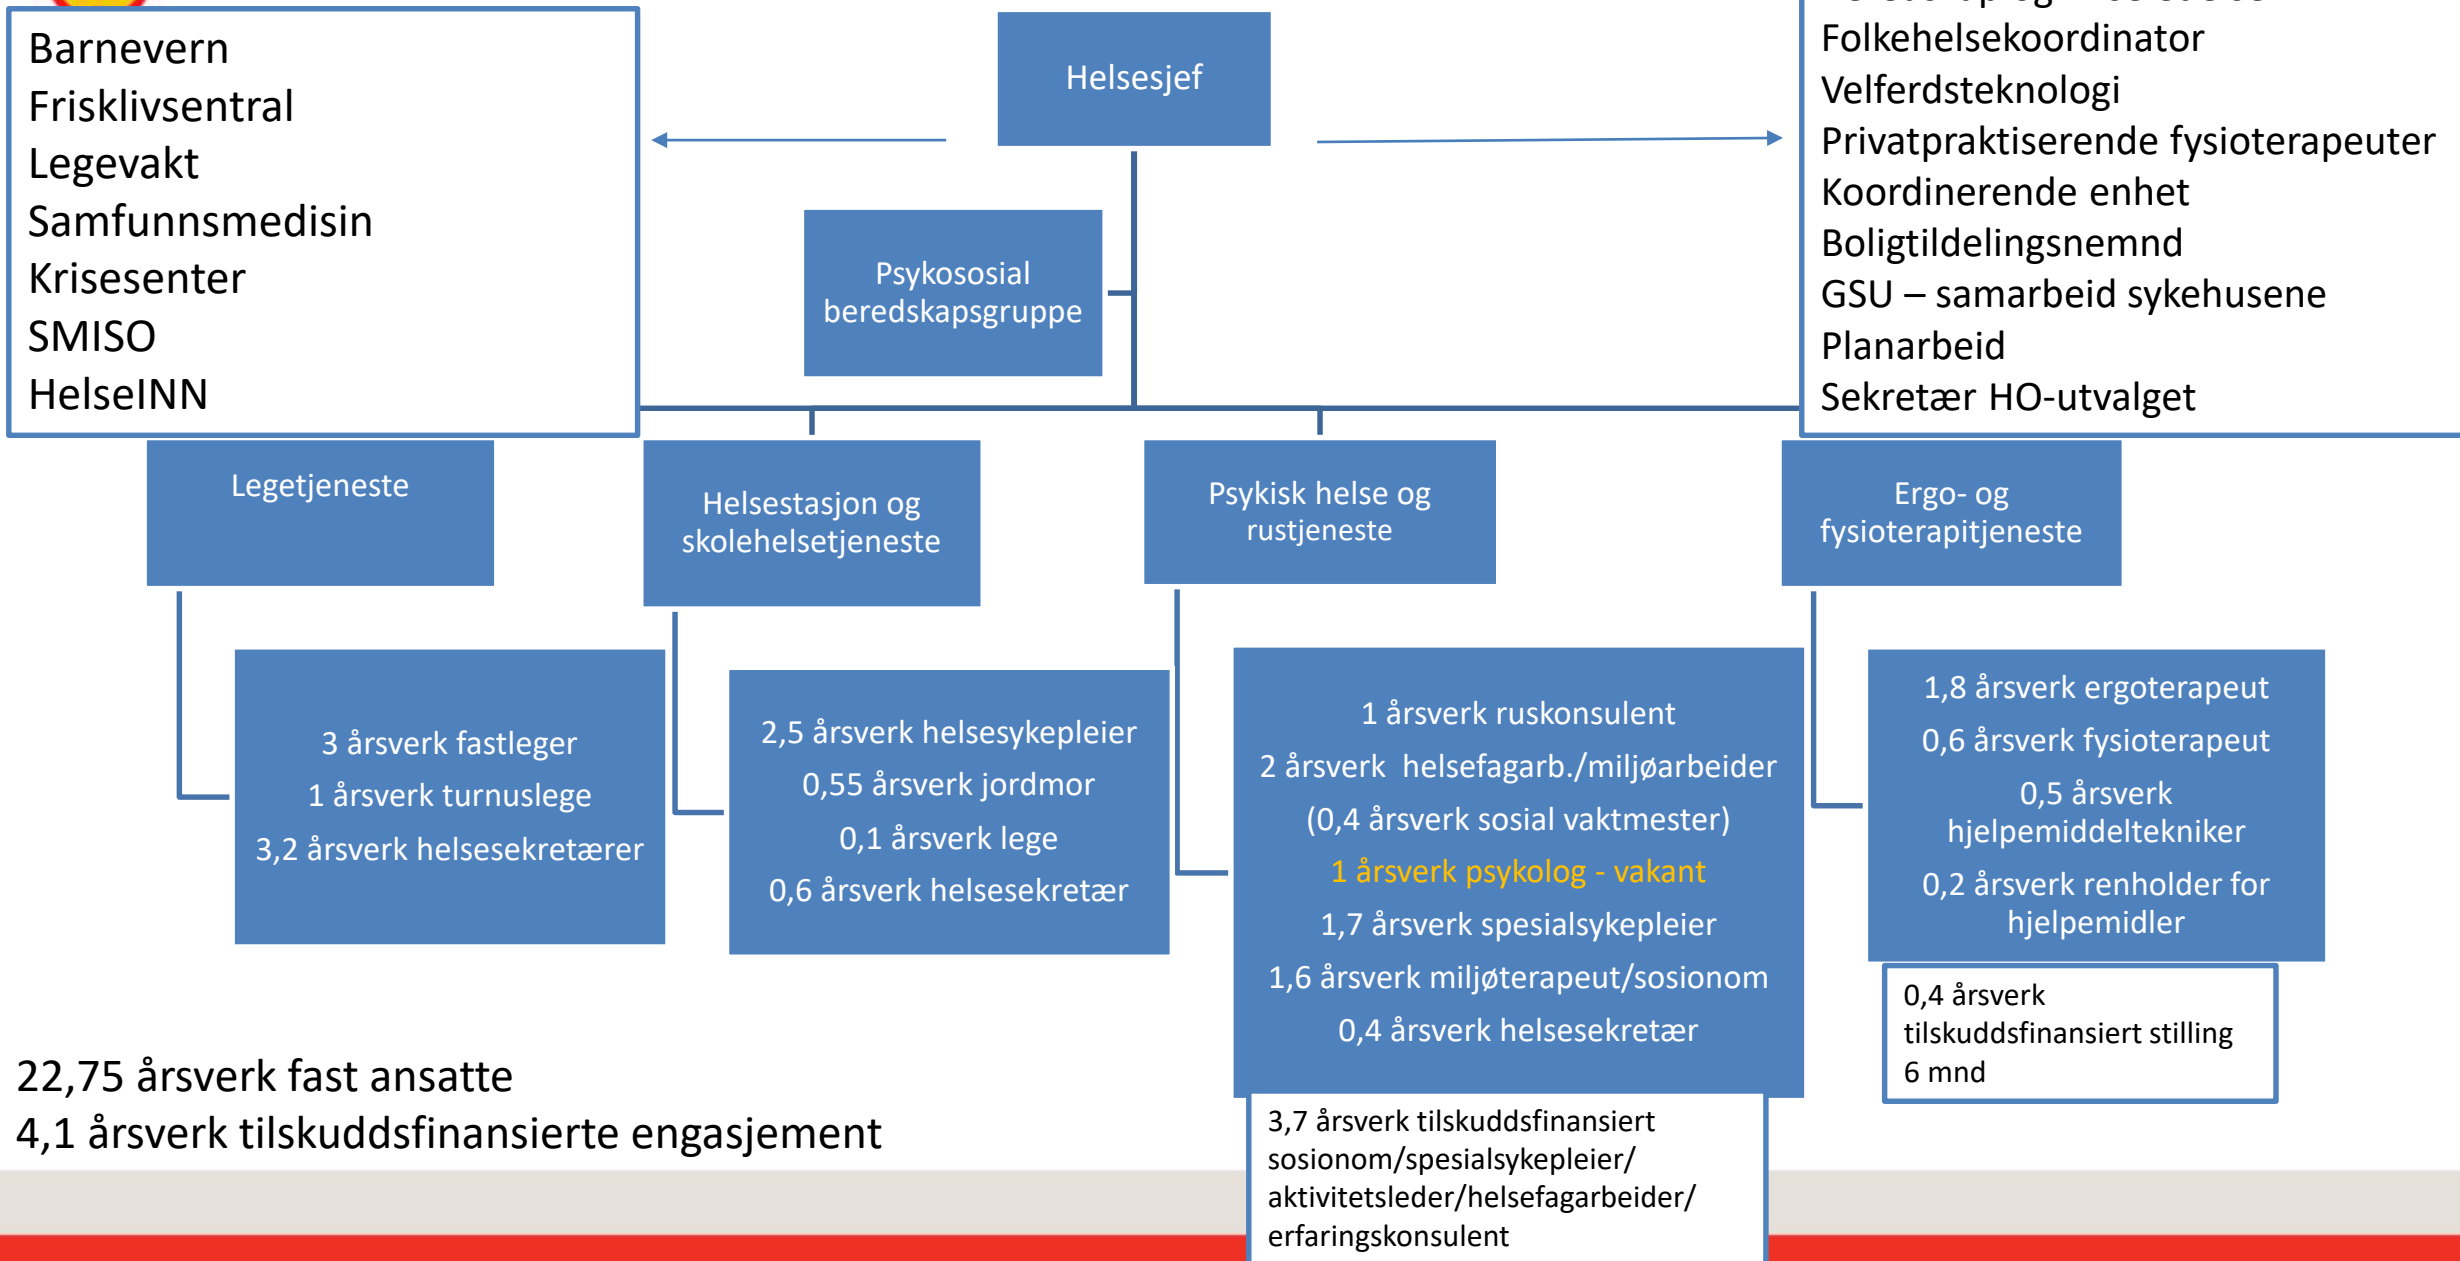 Barnevern
Frisklivsentral
Legevakt
Samfunnsmedisin
Krisesenter
SMISO
HelseINN
Helsesjef
Folkehelsekoordinator
Velferdsteknologi
Privatpraktiserende fysioterapeuter
Koordinerende enhet
Boligtildelingsnemnd
GSU – samarbeid sykehusene
Planarbeid
Sekretær HO-utvalget
Psykososial
beredskapsgruppe
Legetjeneste
Helsestasjon og
skolehelsetjeneste
Psykisk helse og
rustjeneste
Ergo- og
fysioterapitjeneste
3 årsverk fastleger
1 årsverk turnuslege
3,2 årsverk helsesekretærer
2,5 årsverk helsesykepleier
0,55 årsverk jordmor
0,1 årsverk lege
0,6 årsverk helsesekretær
1 årsverk ruskonsulent
2 årsverk  helsefagarb./miljøarbeider
(0,4 årsverk sosial vaktmester)
1 årsverk psykolog - vakant
1,7 årsverk spesialsykepleier
1,6 årsverk miljøterapeut/sosionom
0,4 årsverk helsesekretær
1,8 årsverk ergoterapeut
0,6 årsverk fysioterapeut
0,5 årsverk
hjelpemiddeltekniker
0,2 årsverk renholder for
hjelpemidler
0,4 årsverk
tilskuddsfinansiert stilling
6 mnd
3,7 årsverk tilskuddsfinansiert
sosionom/spesialsykepleier/
aktivitetsleder/helsefagarbeider/
erfaringskonsulent
22,75 årsverk fast ansatte
4,1 årsverk tilskuddsfinansierte engasjement